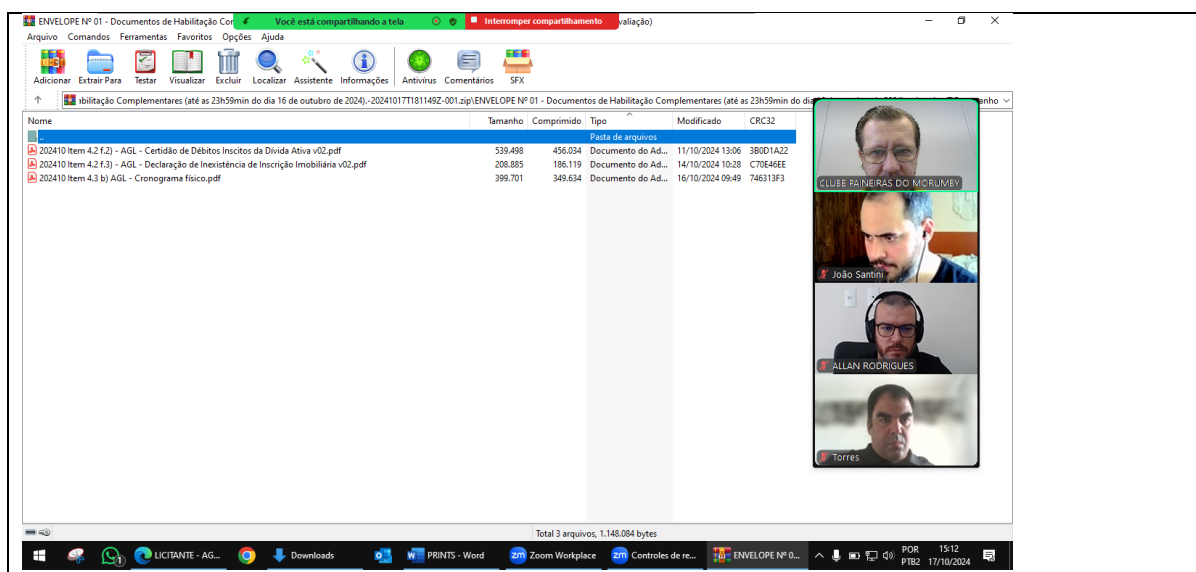 ENVELOPE Nº 01 - Documentos de Habilitação Cor
Você está compartilhando a tela
Interromper compartilhamento
valiação)
Arquivo Comandos Ferramentas Favoritos Opções Ajuda
Adicionar Extrair Para Testar Visualizar Excluir Localizar Assistente Informações Antivírus Comentários SFX
abilitação Complementares (até as 23h59min do dia 16 de outubro de 2024).-20241017T181149Z-001.zip\ENVELOPE Nº 01 - Documentos de Habilitação Complementares (até as 23h59min do dia
anho
Nome Tamanho Comprimido Tipo Modificado CRC32
.. Pasta de arquivos
202410 Item 4.2 f.2) - AGL - Certidão de Débitos Inscitos da Dívida Ativa v02.pdf 539.498 456.034 Documento do Ad... 11/10/2024 13:06 3B0D1A22
202410 Item 4.2 f.3) - AGL - Declaração de Inexistência de Inscrição Imobiliária v02.pdf 208.885 186.119 Documento do Ad... 14/10/2024 10:28 C70E46EE
202410 Item 4.3 b) AGL - Cronograma físico.pdf 399.701 349.634 Documento do Ad... 16/10/2024 09:49 746313F3
CLUBE PAINEIRAS DO MORUMBY
João Santini
ALLAN RODRIGUES
Torres
Total 3 arquivos, 1.148.084 bytes
LICITANTE - AG... Downloads PRINTS - Word Zoom Workplace Controles de re... ENVELOPE Nº 0... POR 15:12
PTB2 17/10/2024